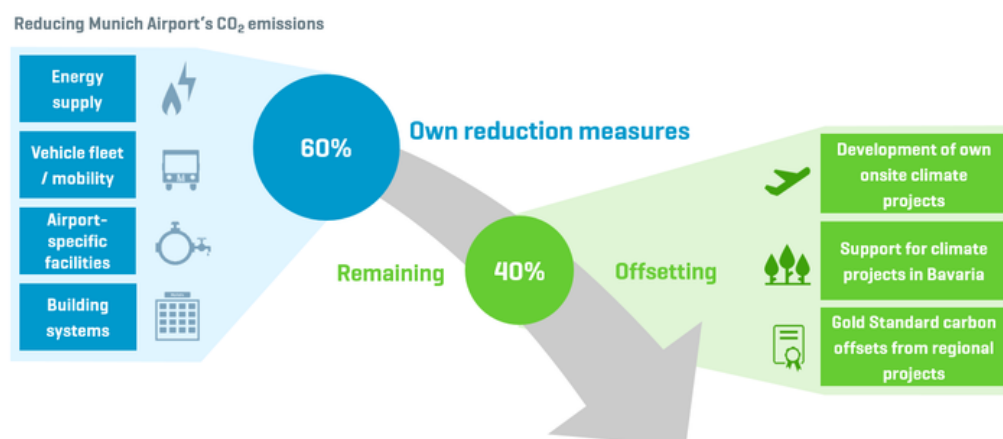 Reducing Munich Airport's CO₂ emissions
Energy
supply
Vehicle fleet
/ mobility
Airport-
specific
facilities
Building
systems
60%
Own reduction measures
Remaining
40%
Offsetting
Development of own
onsite climate
projects
Support for climate
projects in Bavaria
Gold Standard carbon
offsets from regional
projects